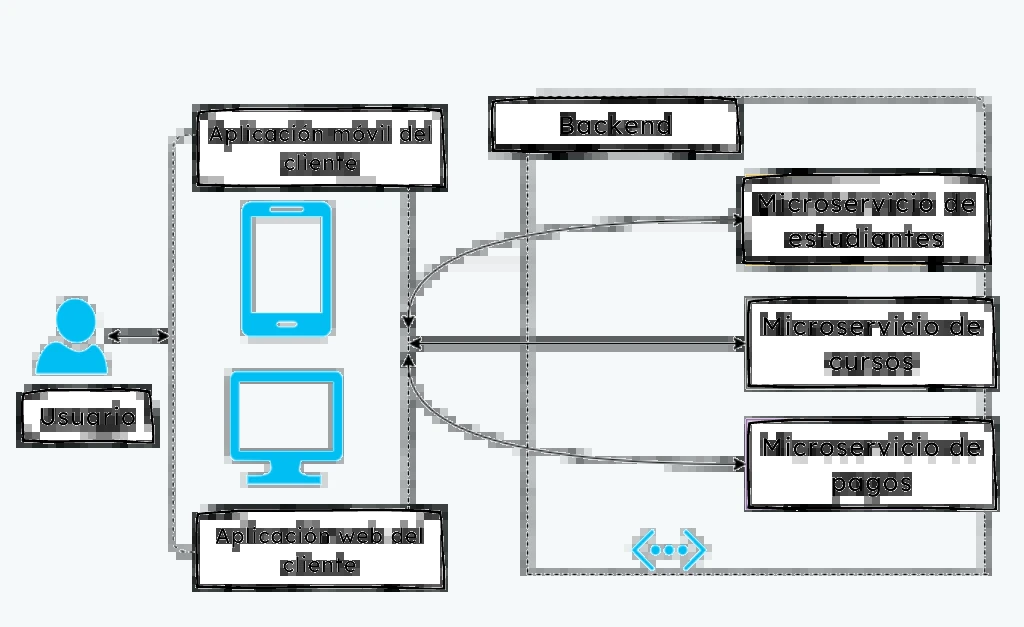 Aplicación móvil del
cliente
Backend
Microservicio de
estudiantes
Microservicio de
cursos
Usuario
Microservicio de
pagos
Aplicación web del
cliente